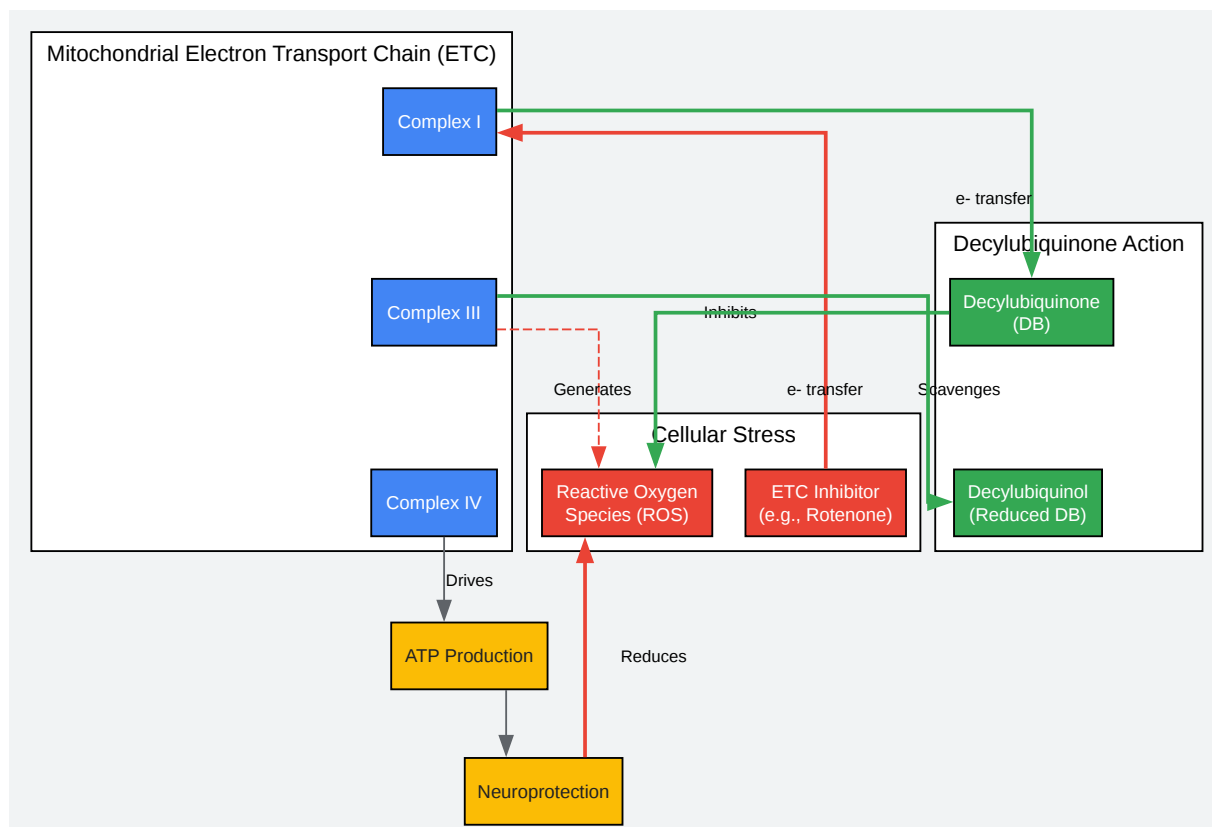 Mitochondrial Electron Transport Chain (ETC)
Complex I
e- transfer
Decylubiquinone Action
Complex III
Inhibits
Decylubiquinone
(DB)
Generates
e- transfer
Scavenges
Cellular Stress
Complex IV
Reactive Oxygen
Species (ROS)
ETC Inhibitor
(e.g., Rotenone)
Decylubiquinol
(Reduced DB)
Drives
ATP Production
Reduces
Neuroprotection